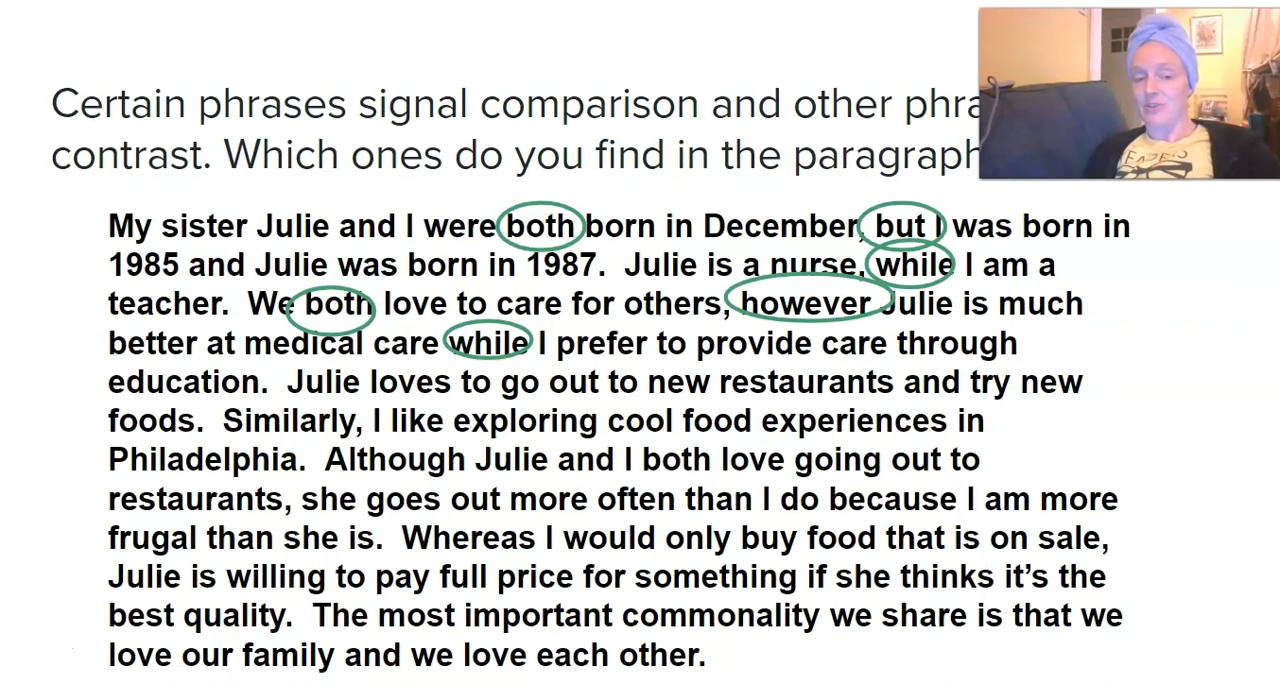 Certain phrases signal comparison and other
contrast. Which ones do you find in the paragraph
My sister Julie and I were both born in December, but I was born in
1985 and Julie was born in 1987. Julie is a nurse, while I am a
teacher. We both love to care for others, however Julie is much
better at medical care while I prefer to provide care through
education. Julie loves to go out to new restaurants and try new
foods. Similarly, I like exploring cool food experiences in
Philadelphia. Although Julie and I both love going out to
restaurants, she goes out more often than I do because I am more
frugal than she is. Whereas I would only buy food that is on sale,
Julie is willing to pay full price for something if she thinks it’s the
best quality. The most important commonality we share is that we
love our family and we love each other.